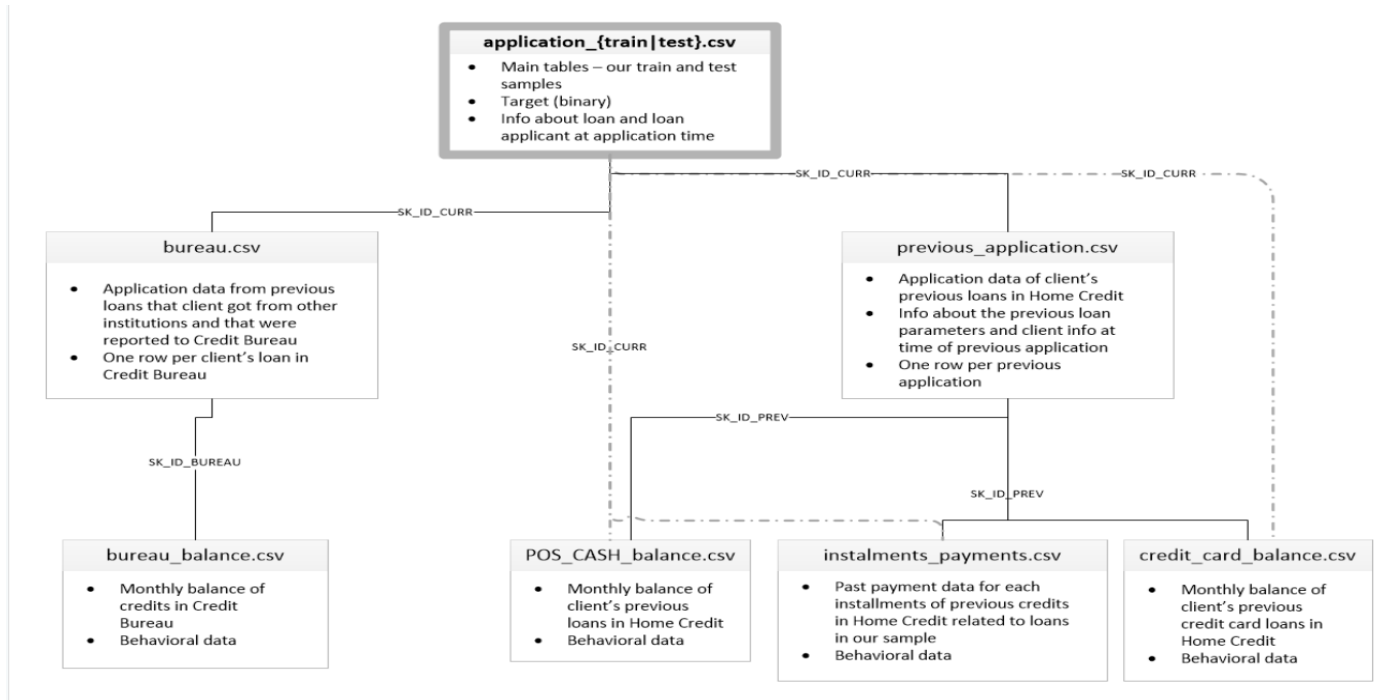 application_{train|test}.csv
• Main tables – our train and test
samples
• Target (binary)
• Info about loan and loan
applicant at application time
SK_ID_CURR
SK_ID_CURR
SK_ID_CURR
bureau.csv
• Application data from previous
loans that client got from other
institutions and that were
reported to Credit Bureau
• One row per client's loan in
Credit Bureau
previous_application.csv
• Application data of client's
previous loans in Home Credit
• Info about the previous loan
parameters and client info at
time of previous application
• One row per previous
application
SK_ID_CURR
SK_ID_PREV
SK_ID_BUREAU
SK_ID_PREV
bureau_balance.csv
• Monthly balance of
credits in Credit
Bureau
• Behavioral data
POS_CASH_balance.csv
• Monthly balance of
client's previous
loans in Home Credit
• Behavioral data
instalments_payments.csv
• Past payment data for each
installments of previous credits
in Home Credit related to loans
in our sample
• Behavioral data
credit_card_balance.csv
• Monthly balance of
client's previous
credit card loans in
Home Credit
• Behavioral data